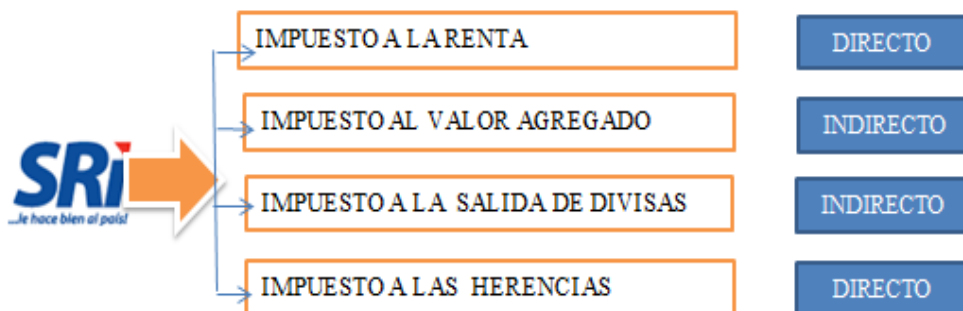 IMPUESTO A LA RENTA
DIRECTO
IMPUESTO AL VALOR AGREGADO
INDIRECTO
SRi
...le hace bien al país!
IMPUESTO A LA SALIDA DE DIVISAS
INDIRECTO
IMPUESTO A LAS HERENCIAS
DIRECTO